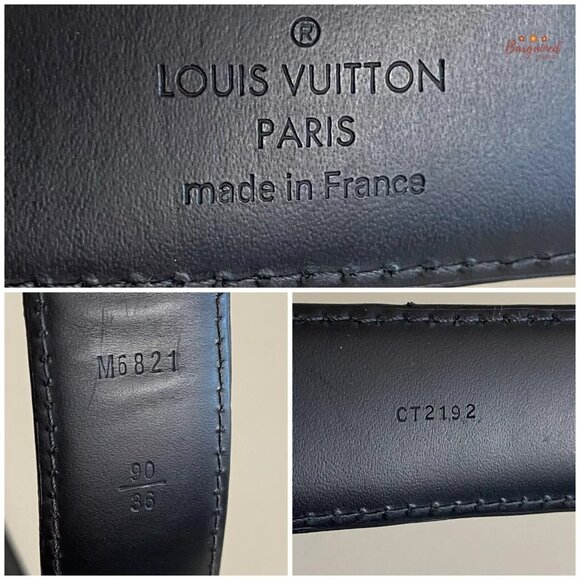 ®
LOUIS VUITTON
PARIS
made in France
M6821
90
36
CT2192